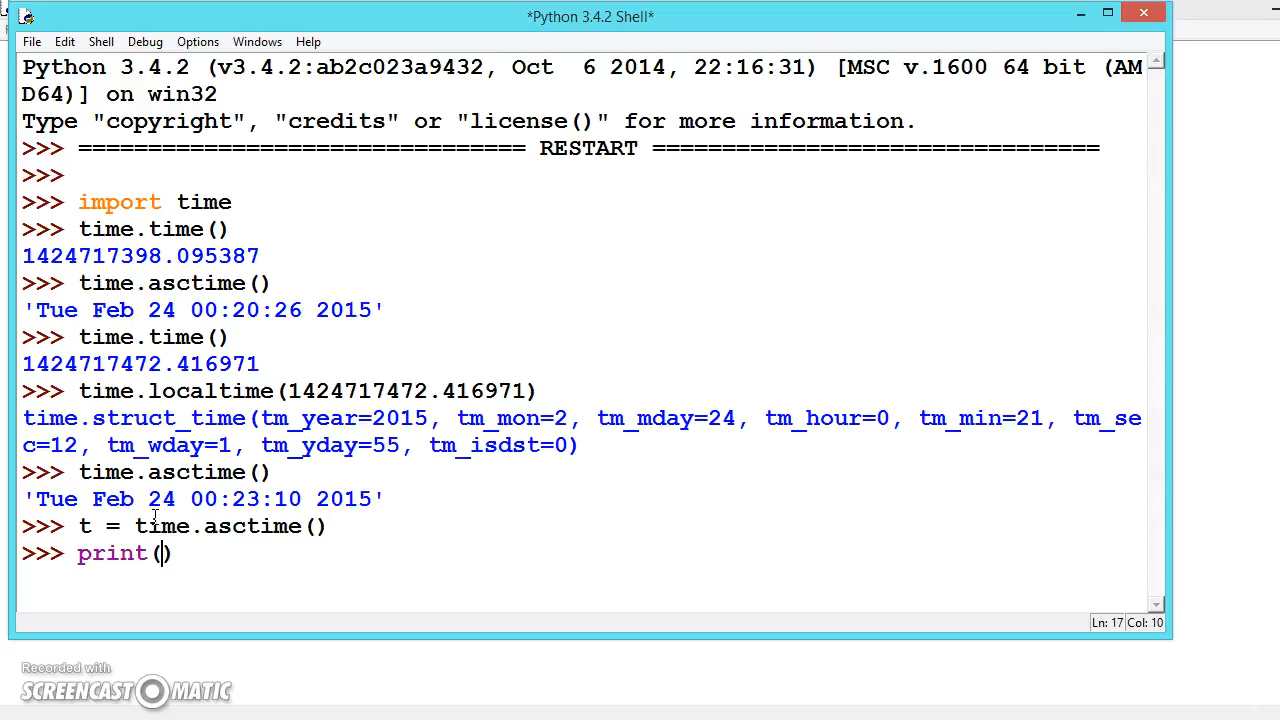 *Python 3.4.2 Shell*
File Edit Shell Debug Options Windows Help
Python 3.4.2 (v3.4.2:ab2c023a9432, Oct  6 2014, 22:16:31) [MSC v.1600 64 bit (AM
D64)] on win32
Type "copyright", "credits" or "license()" for more information.
>>> ================================ RESTART ================================
>>>
>>> import time
>>> time.time()
1424717398.095387
>>> time.asctime()
'Tue Feb 24 00:20:26 2015'
>>> time.time()
1424717472.416971
>>> time.localtime(1424717472.416971)
time.struct_time(tm_year=2015, tm_mon=2, tm_mday=24, tm_hour=0, tm_min=21, tm_se
c=12, tm_wday=1, tm_yday=55, tm_isdst=0)
>>> time.asctime()
'Tue Feb 24 00:23:10 2015'
>>> t = time.asctime()
>>> print()
Ln: 17 Col: 10
Recorded with
SCREENCAST MATIC